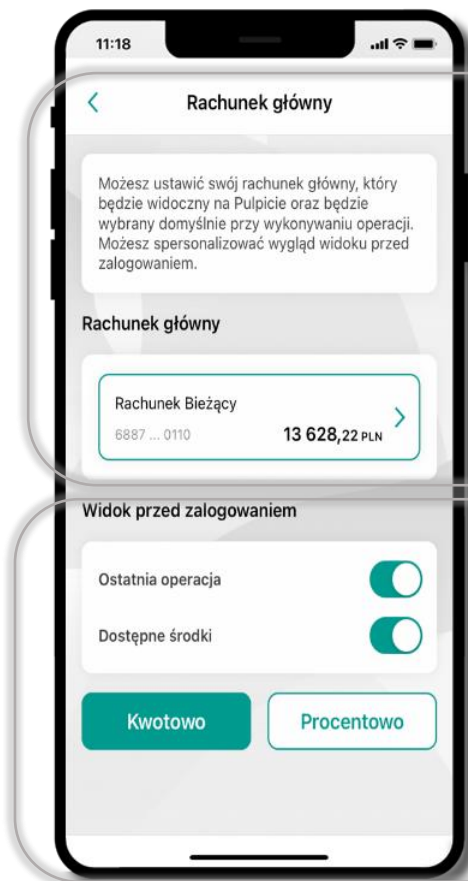 11:18
Rachunek główny
Możesz ustawić swój rachunek główny, który
będzie widoczny na Pulpicie oraz będzie
wybrany domyślnie przy wykonywaniu operacji.
Możesz spersonalizować wygląd widoku przed
zalogowaniem.
Rachunek główny
Rachunek Bieżący
6887 ... 0110 13 628,22 PLN
Widok przed zalogowaniem
Ostatnia operacja
Dostępne środki
Kwotowo Procentowo